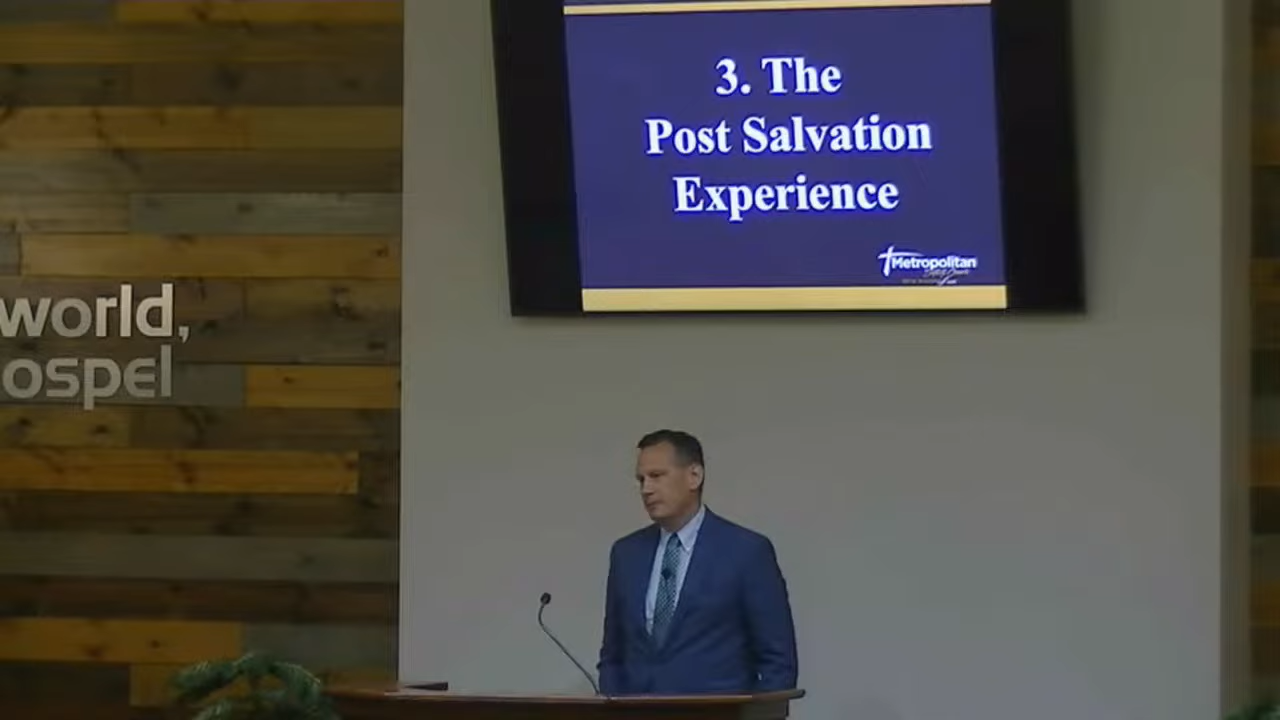 3. The
Post Salvation
Experience
Metropolitan
world,
ospel